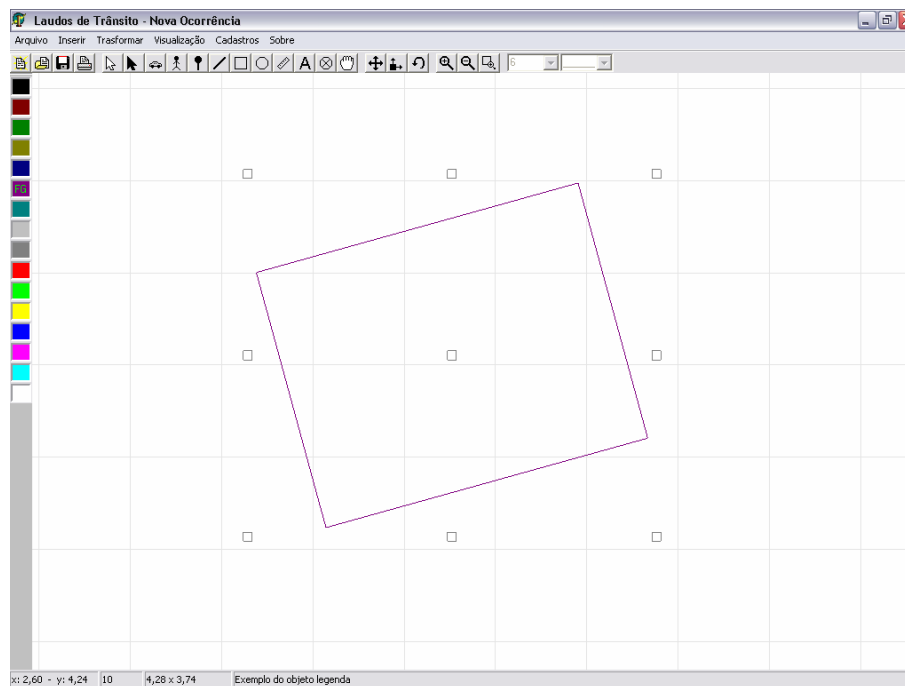 Laudos de Trânsito - Nova Ocorrência
Arquivo Inserir Trasformar Visualização Cadastros Sobre
A 6
FG
x: 2,60 - y: 4,24 10 4,28 x 3,74 Exemplo do objeto legenda